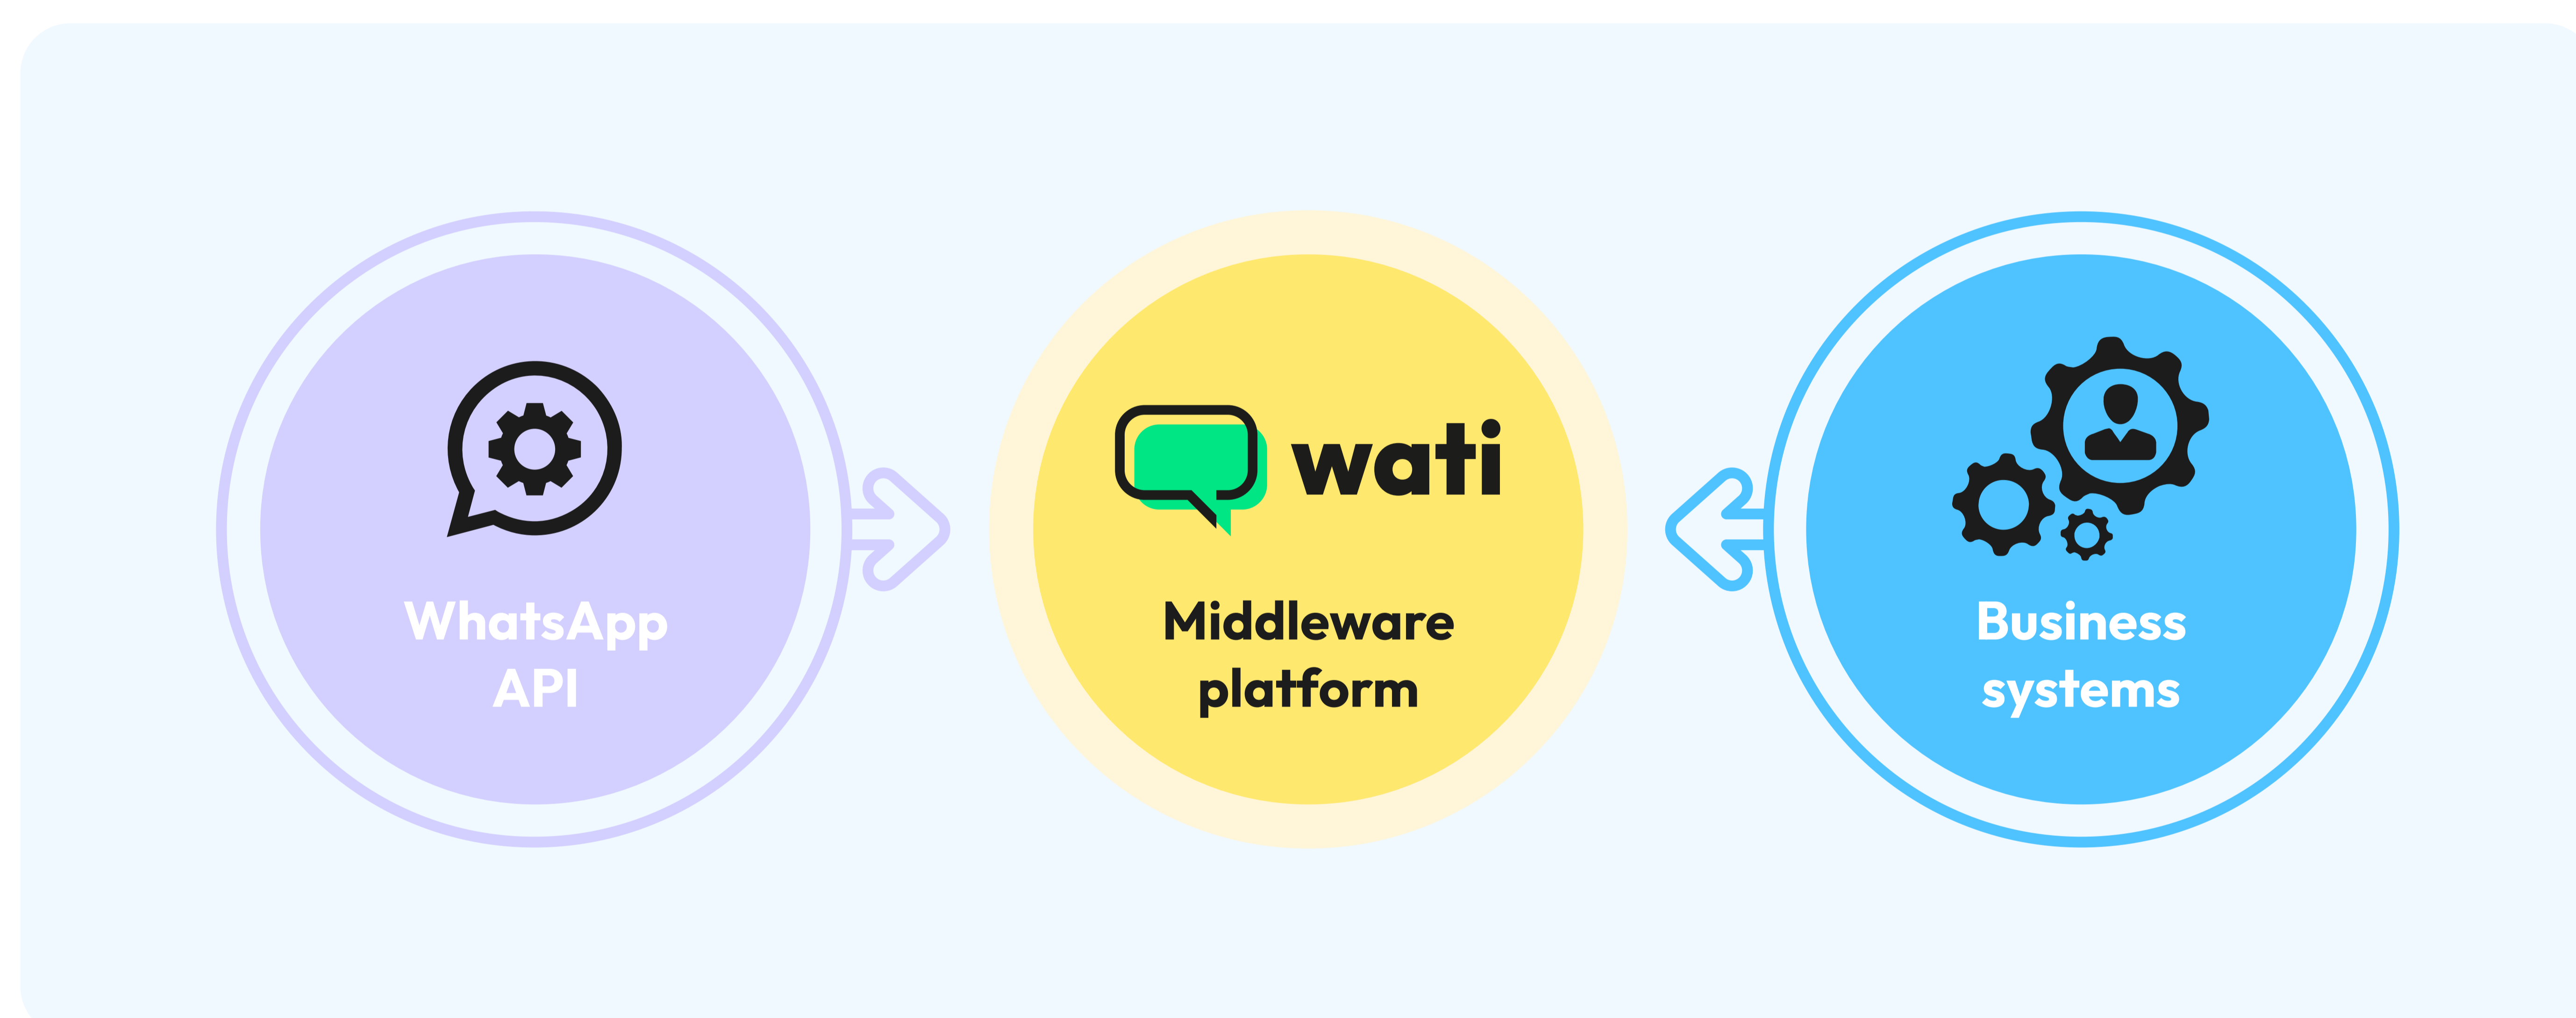 WhatsApp
API
wati
Middleware
platform
Business
systems